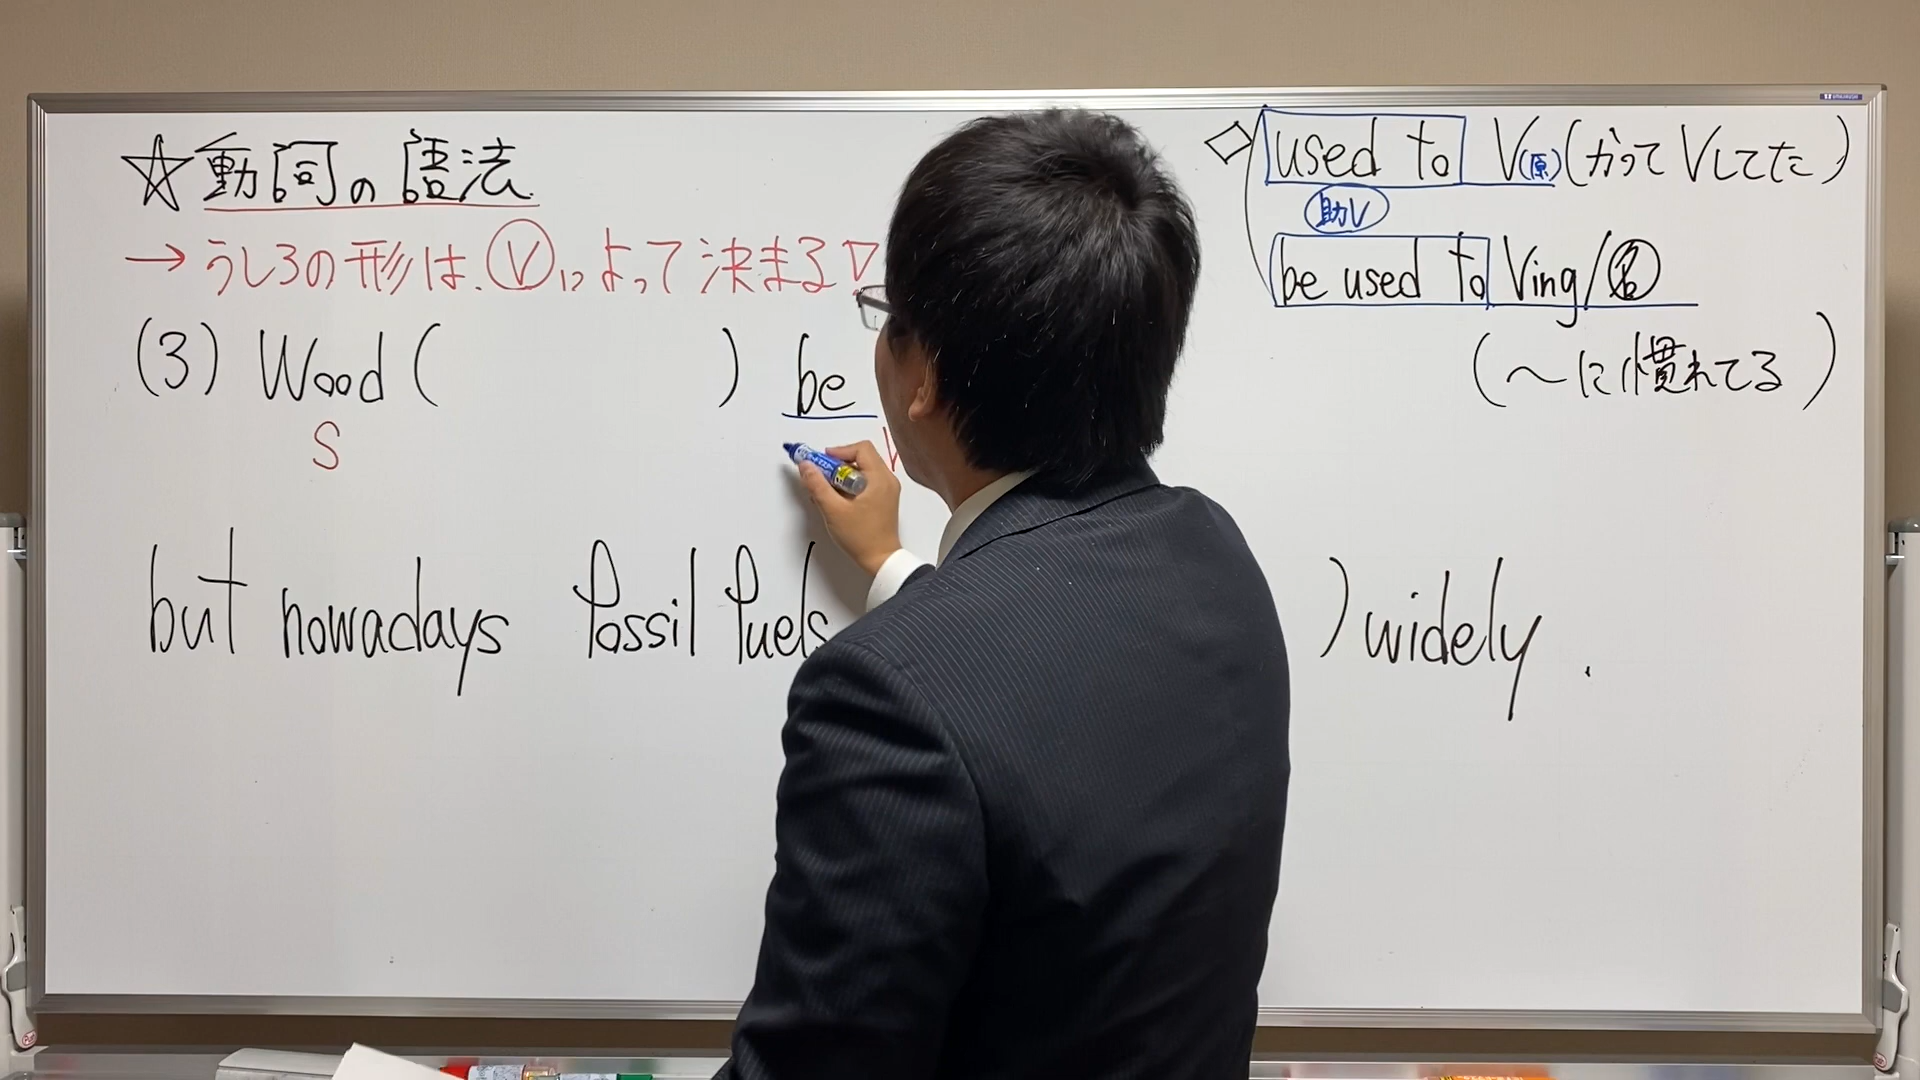 ☆動詞の語法
→うしろの形は、Vによって決まる▽
(3) Wood ( ) be
S
but nowadays fossil fuels ) widely.
◇ used to V(原)(かつてVしてた)
助V
be used to Ving/名
(〜に慣れてる)